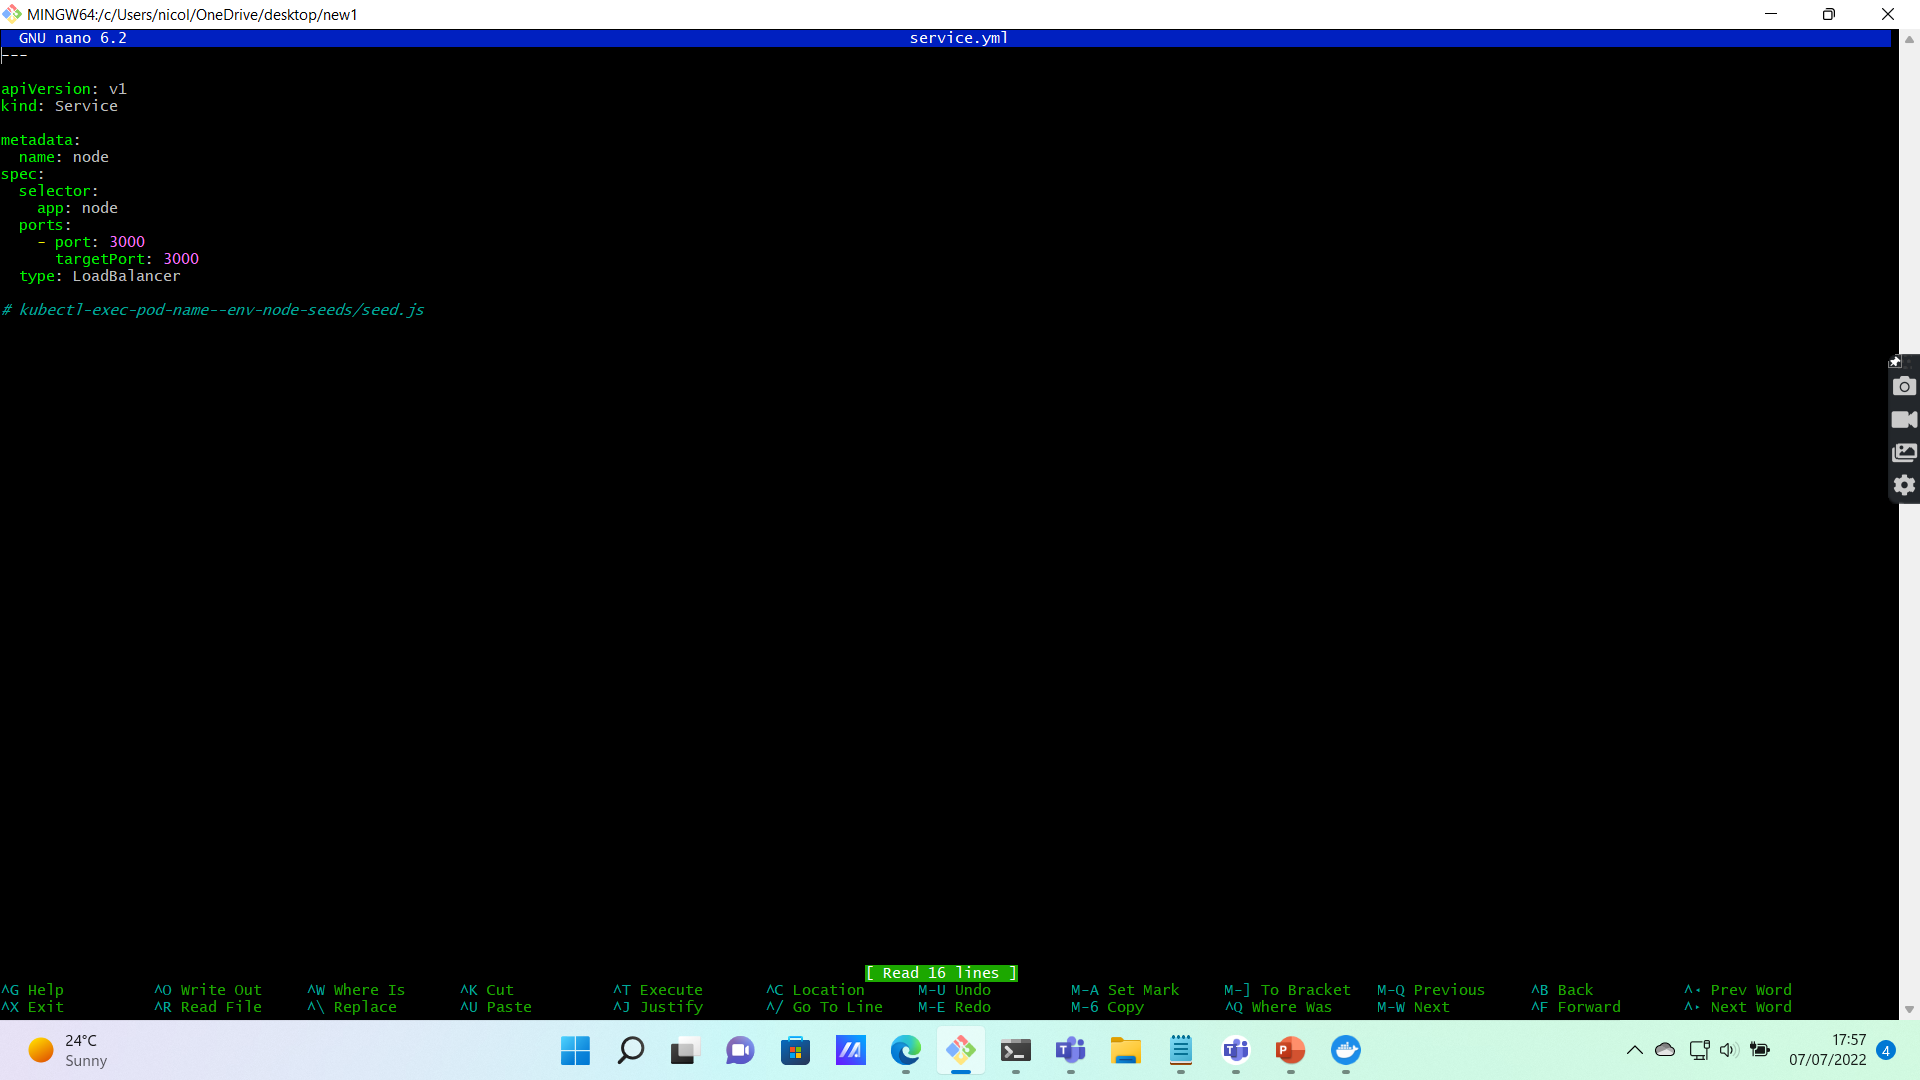 MINGW64:/c/Users/nicol/OneDrive/desktop/new1
GNU nano 6.2 service.yml
---
apiVersion: v1
kind: Service
metadata:
  name: node
spec:
  selector:
    app: node
  ports:
    - port: 3000
      targetPort: 3000
  type: LoadBalancer
# kubectl-exec-pod-name--env-node-seeds/seed.js
[ Read 16 lines ]
^G Help ^O Write Out ^W Where Is ^K Cut ^T Execute ^C Location M-U Undo M-A Set Mark M-] To Bracket M-Q Previous ^B Back ^◂ Prev Word
^X Exit ^R Read File ^\ Replace ^U Paste ^J Justify ^/ Go To Line M-E Redo M-6 Copy ^Q Where Was M-W Next ^F Forward ^▸ Next Word
24°C
Sunny
17:57
07/07/2022
4